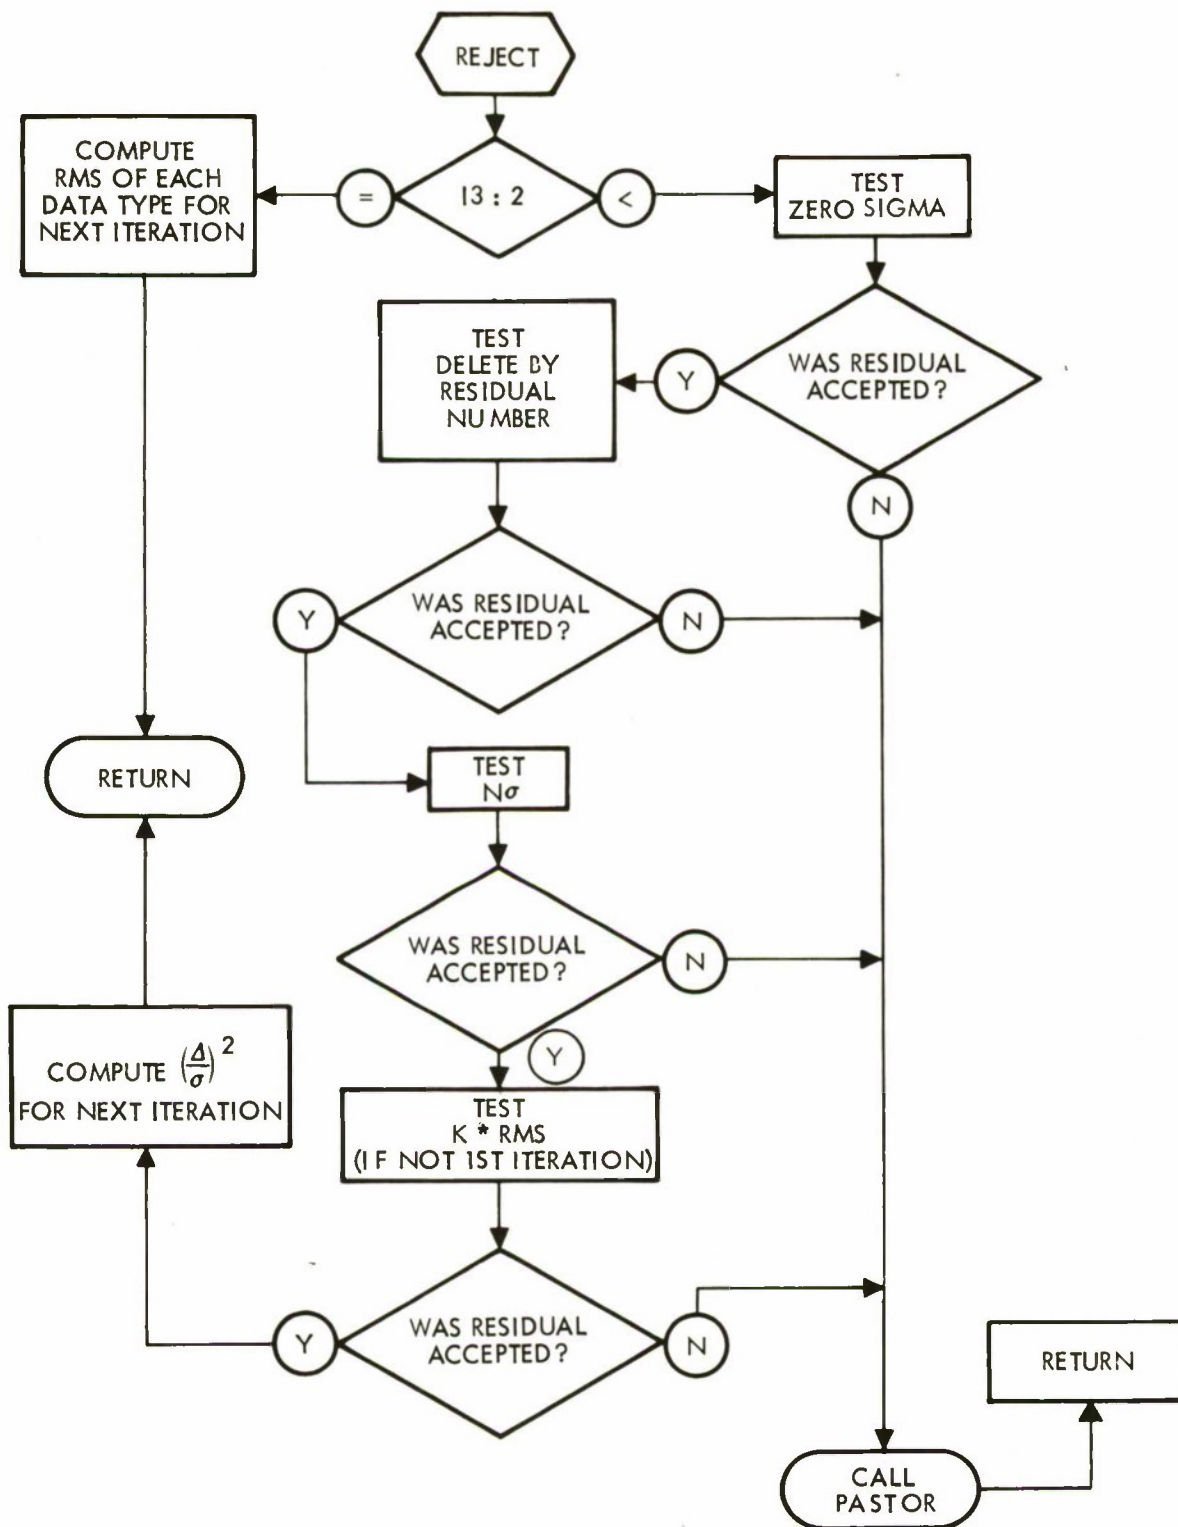 REJECT
COMPUTE
RMS OF EACH
DATA TYPE FOR
NEXT ITERATION
=
I3 : 2
<
TEST
ZERO SIGMA
TEST
DELETE BY
RESIDUAL
NUMBER
Y
WAS RESIDUAL
ACCEPTED?
N
Y
WAS RESIDUAL
ACCEPTED?
N
RETURN
TEST
Nσ
WAS RESIDUAL
ACCEPTED?
N
Y
COMPUTE (Δ/σ)²
FOR NEXT ITERATION
TEST
K * RMS
(IF NOT 1ST ITERATION)
Y
WAS RESIDUAL
ACCEPTED?
N
RETURN
CALL
PASTOR